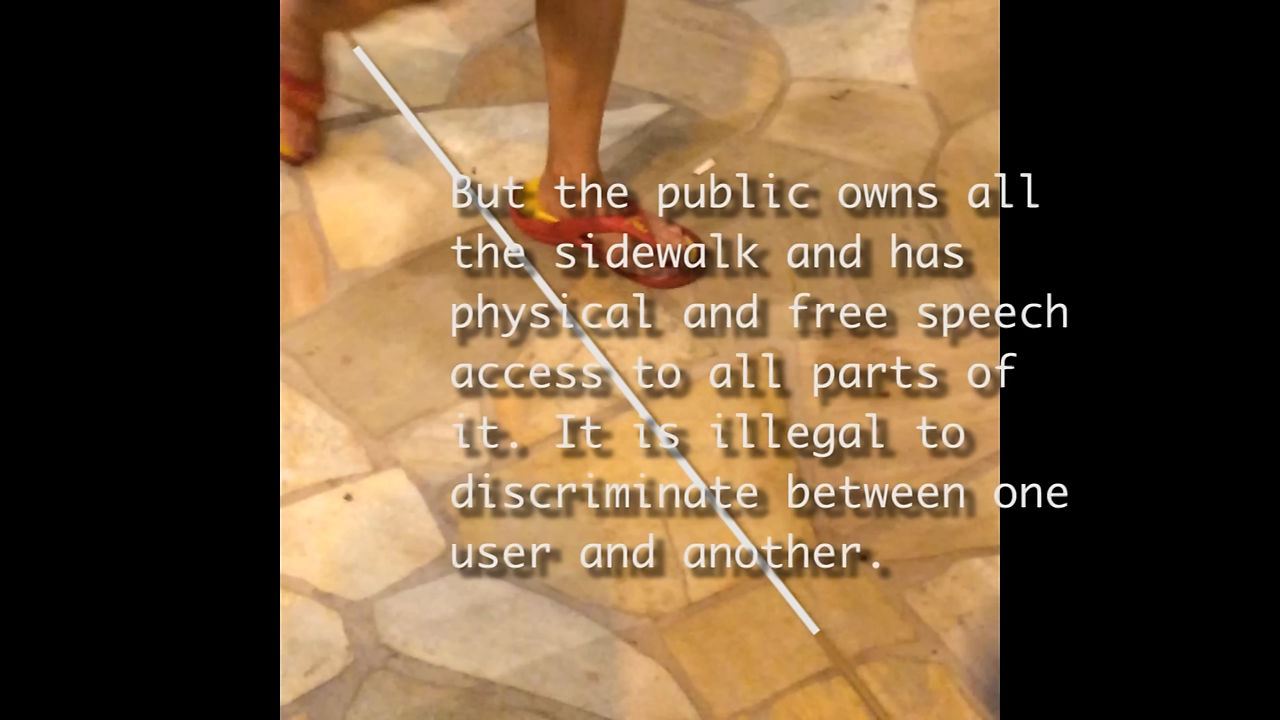 But the public owns all
the sidewalk and has
physical and free speech
access to all parts of
it. It is illegal to
discriminate between one
user and another.